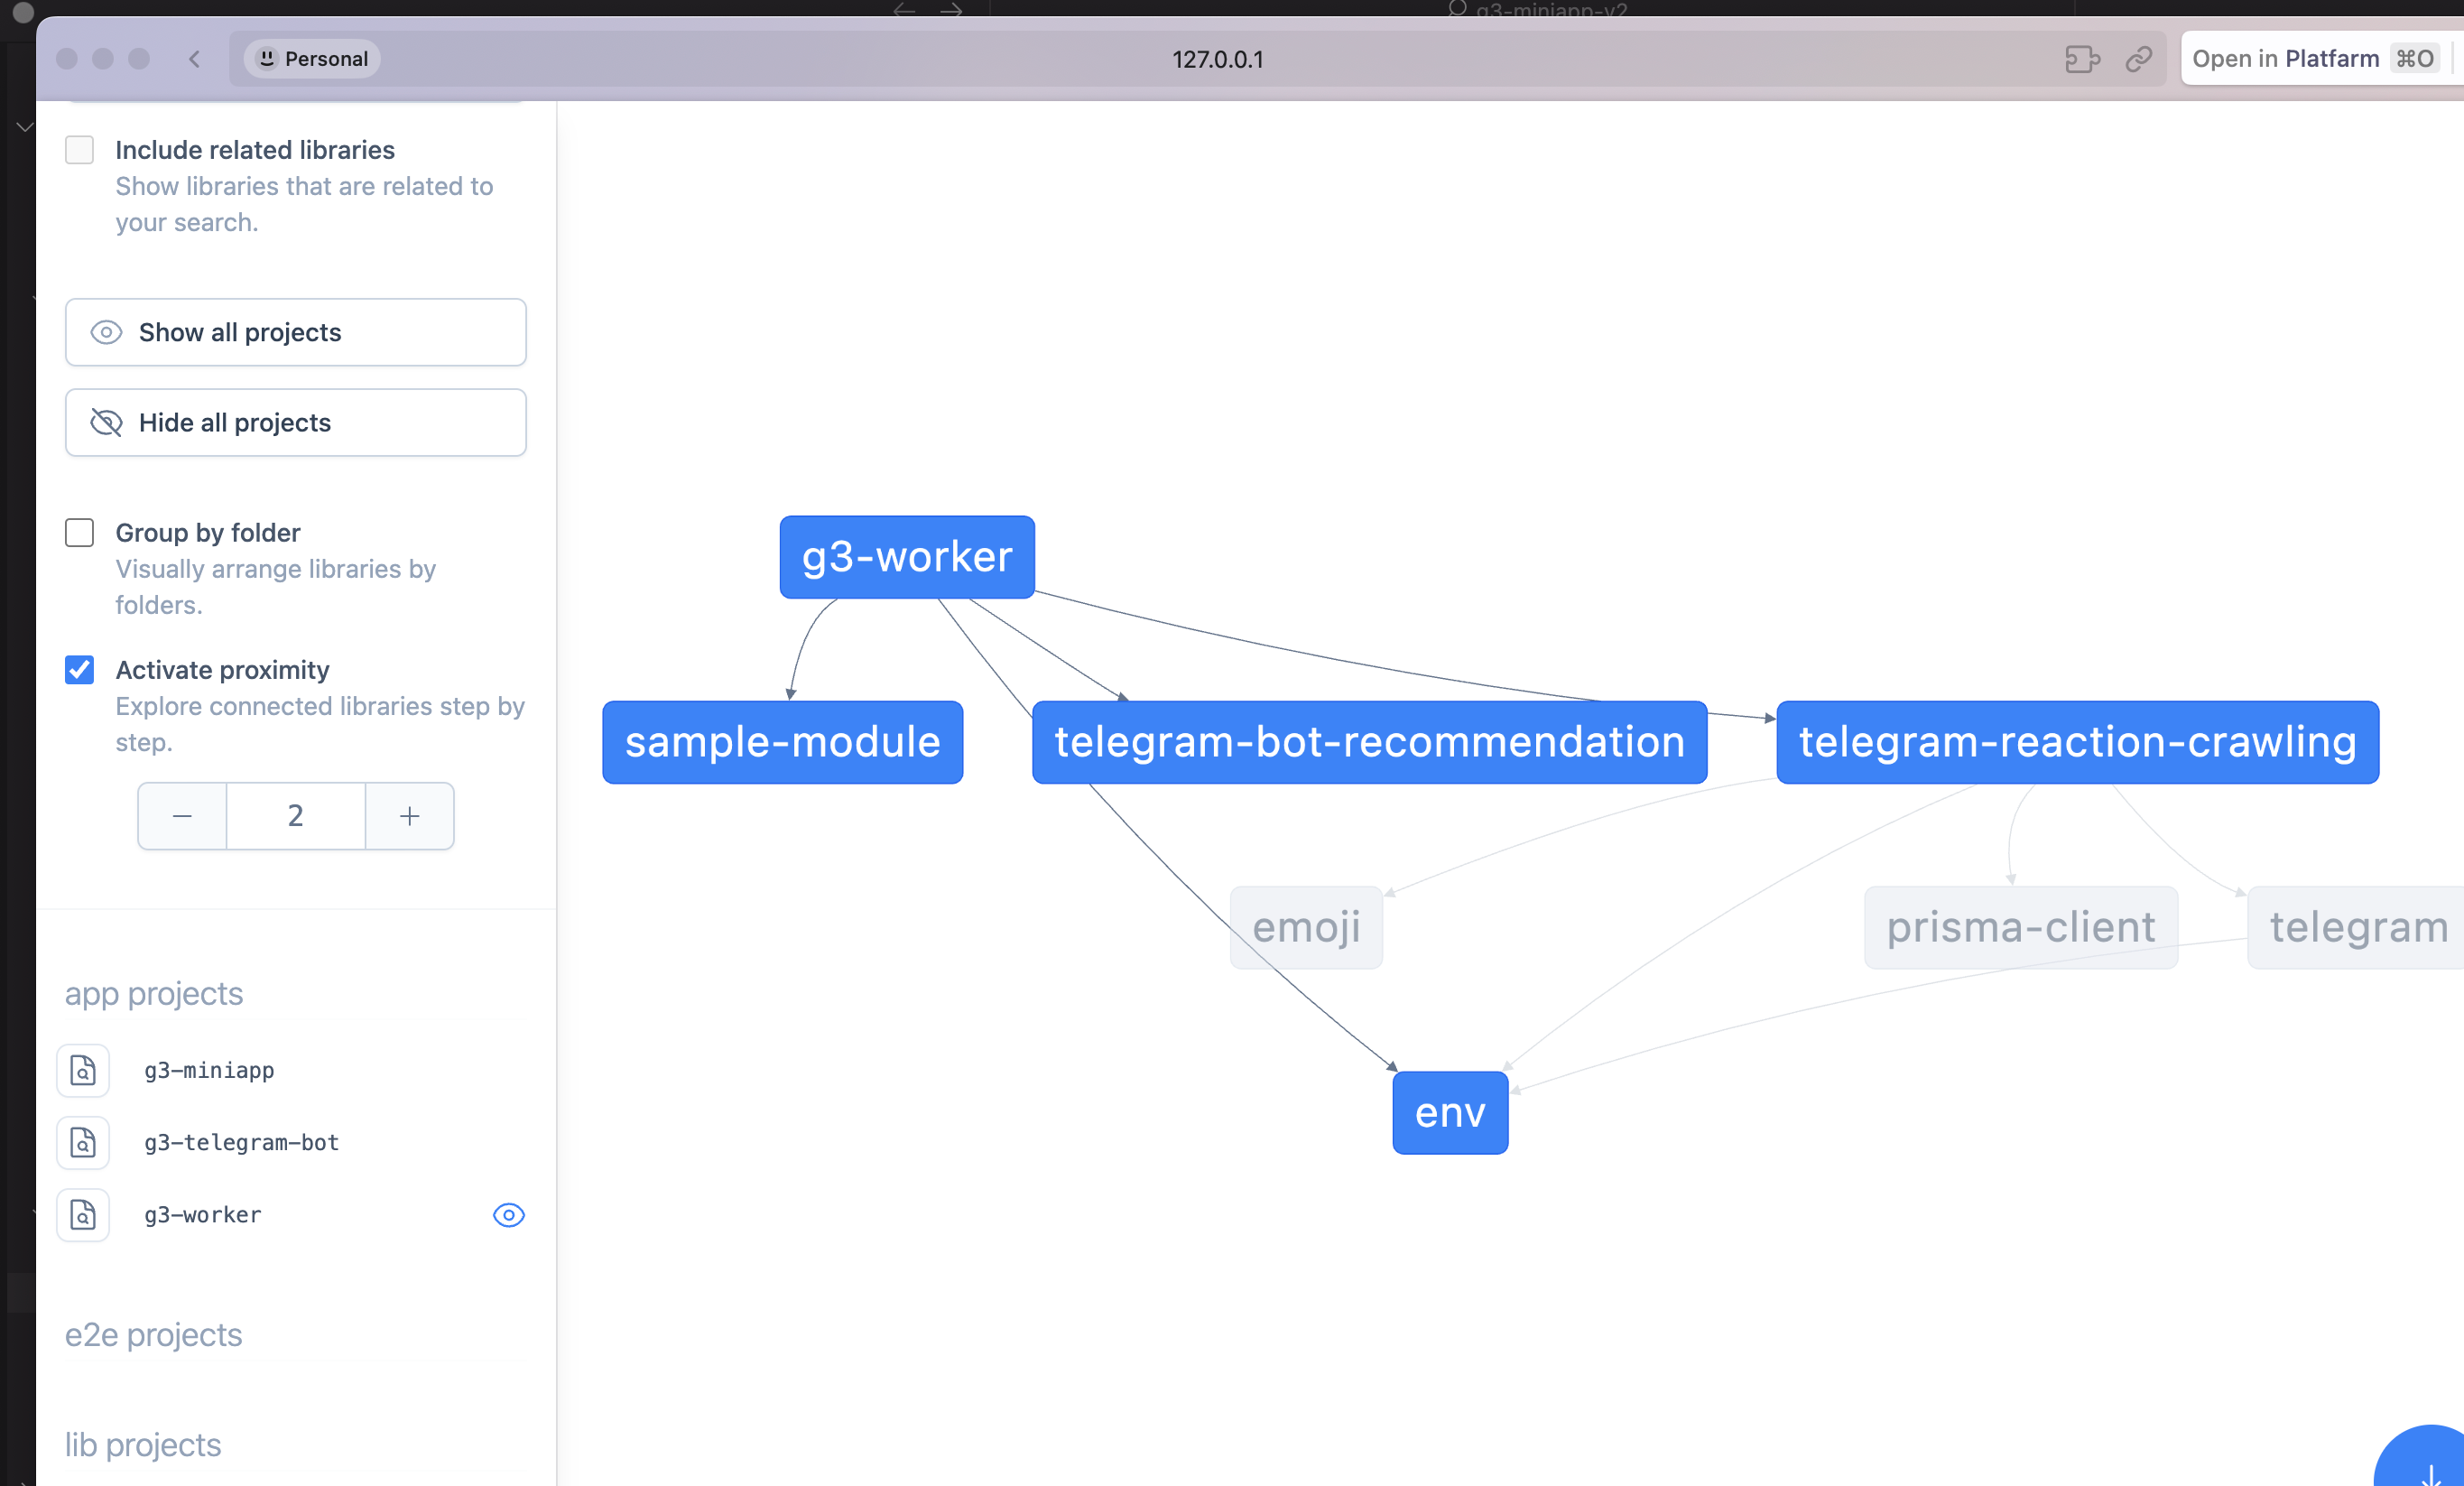 g3-miniapp-v2
Personal
127.0.0.1
Open in Platfarm ⌘O
Include related libraries
Show libraries that are related to
your search.
Show all projects
Hide all projects
Group by folder
Visually arrange libraries by
folders.
Activate proximity
Explore connected libraries step by
step.
2
app projects
g3-miniapp
g3-telegram-bot
g3-worker
e2e projects
lib projects
g3-worker
sample-module
telegram-bot-recommendation
telegram-reaction-crawling
emoji
prisma-client
telegram
env